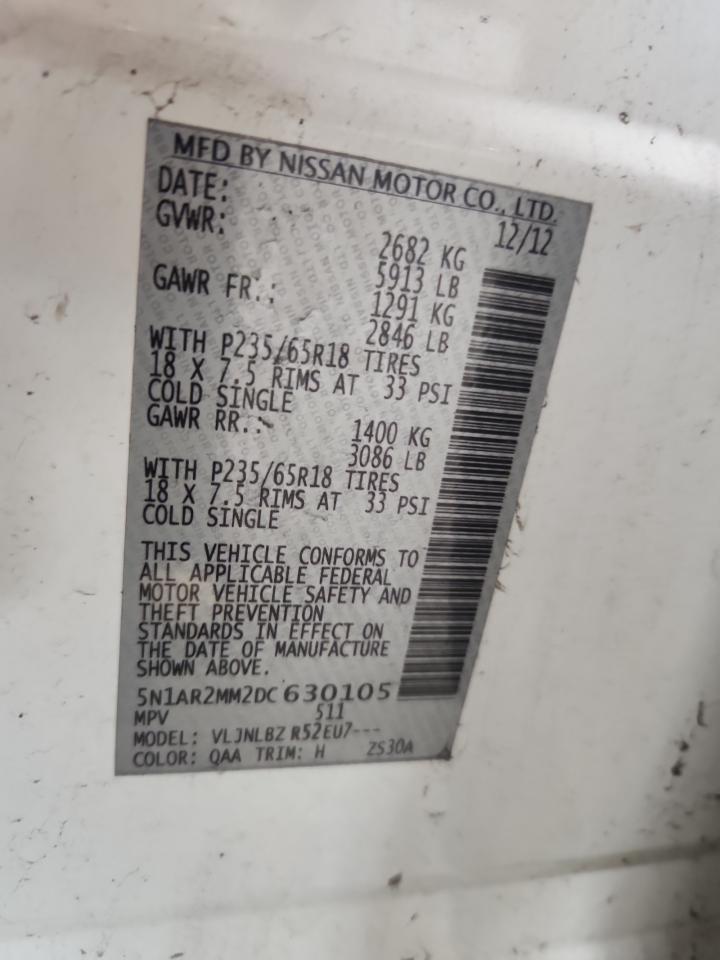 MFD BY NISSAN MOTOR CO., LTD.
DATE: 12/12
GVWR: 2682 KG
5913 LB
GAWR FR.: 1291 KG
2846 LB
WITH P235/65R18 TIRES
18 X 7.5 RIMS AT 33 PSI
COLD SINGLE
GAWR RR.: 1400 KG
3086 LB
WITH P235/65R18 TIRES
18 X 7.5 RIMS AT 33 PSI
COLD SINGLE
THIS VEHICLE CONFORMS TO
ALL APPLICABLE FEDERAL
MOTOR VEHICLE SAFETY AND
THEFT PREVENTION
STANDARDS IN EFFECT ON
THE DATE OF MANUFACTURE
SHOWN ABOVE.
5N1AR2MM2DC 630105
MPV 511
MODEL: VLJNLBZ R52EU7---
COLOR: QAA TRIM: H ZS30A